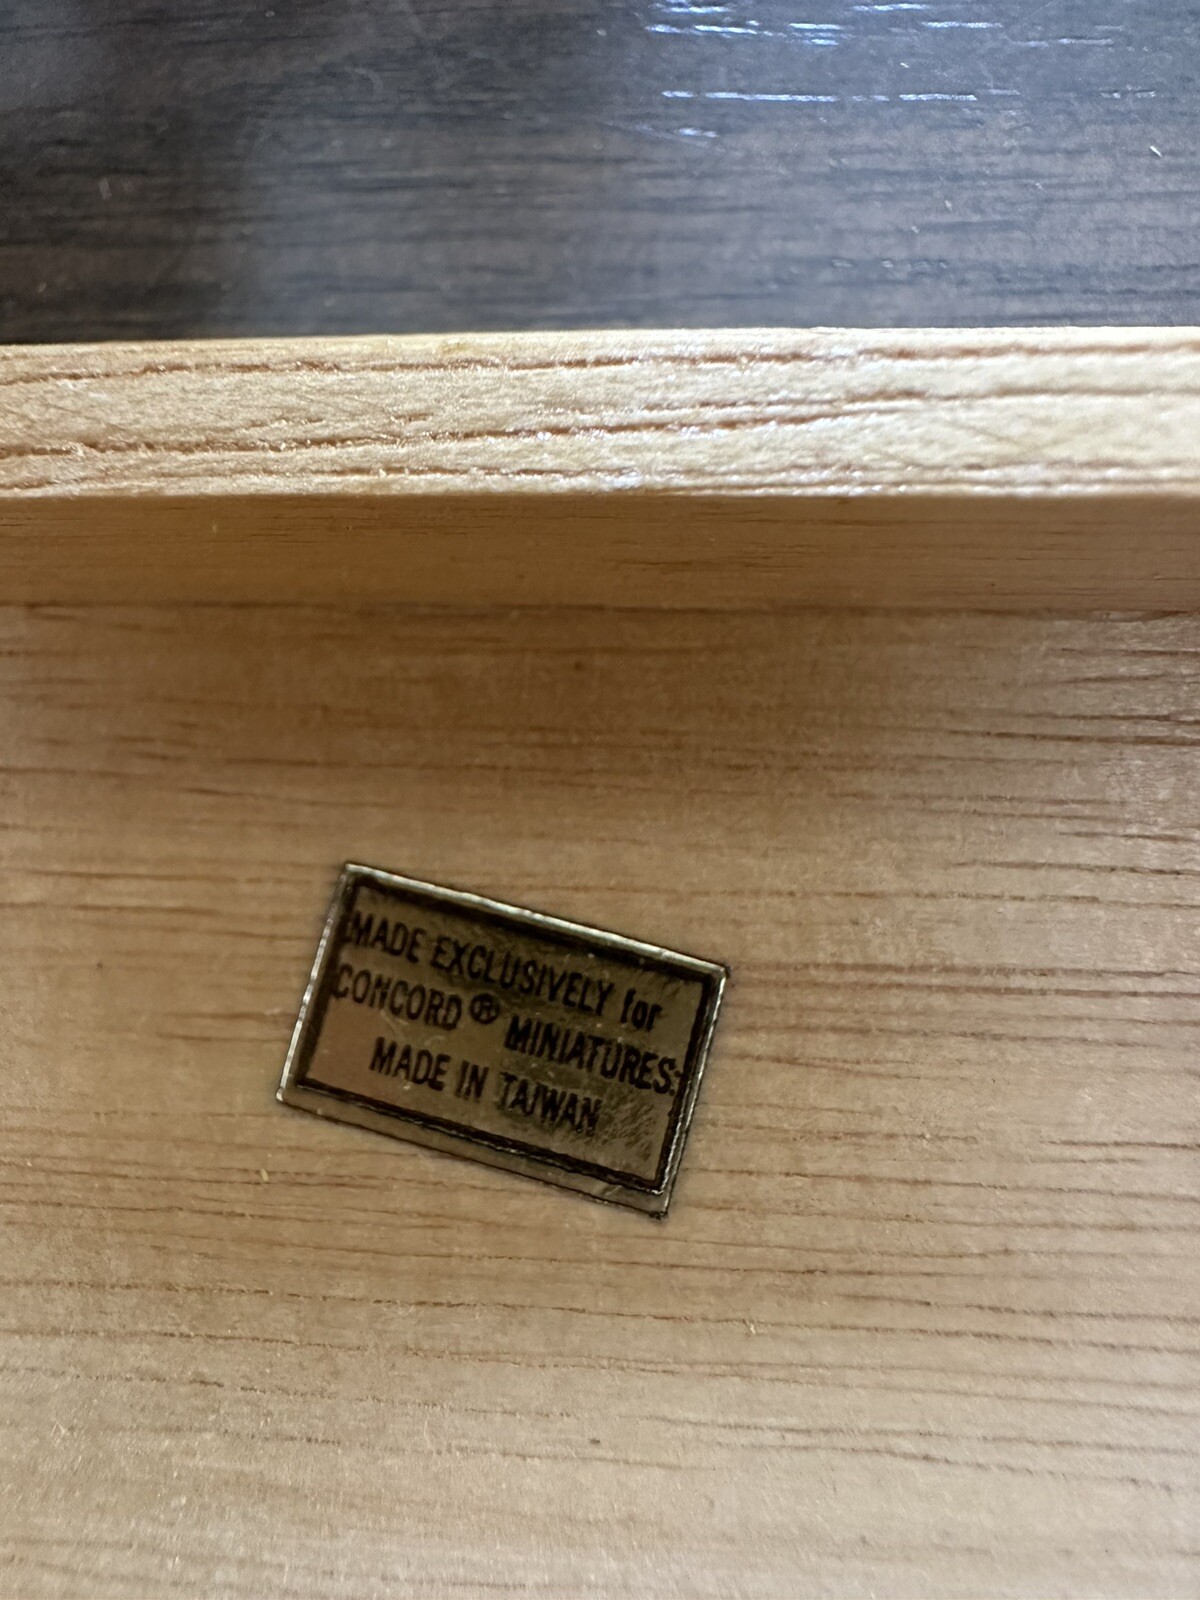 MADE EXCLUSIVELY for
CONCORD® MINIATURES.
MADE IN TAIWAN